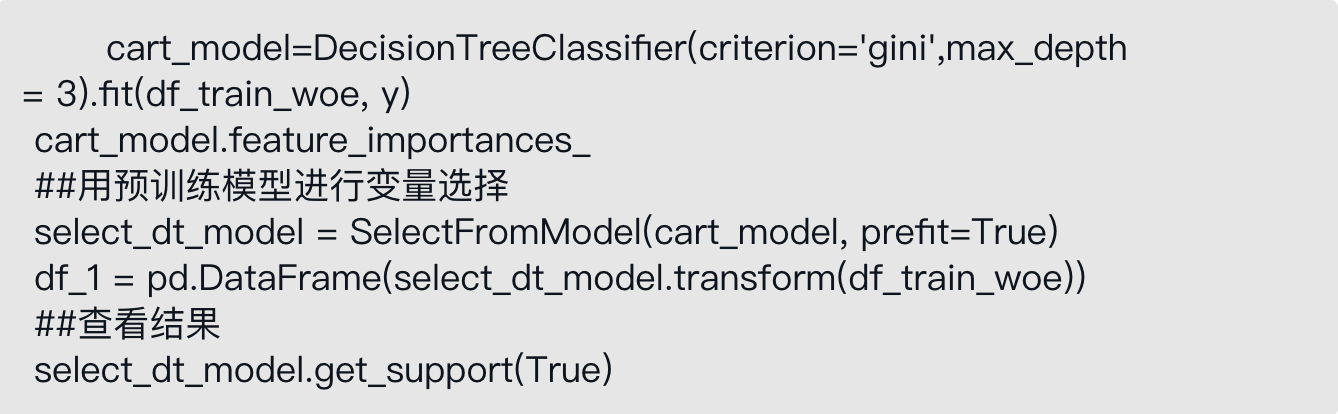 cart_model=DecisionTreeClassifier(criterion='gini',max_depth
= 3).fit(df_train_woe, y)
cart_model.feature_importances_
##用预训练模型进行变量选择
select_dt_model = SelectFromModel(cart_model, prefit=True)
df_1 = pd.DataFrame(select_dt_model.transform(df_train_woe))
##查看结果
select_dt_model.get_support(True)